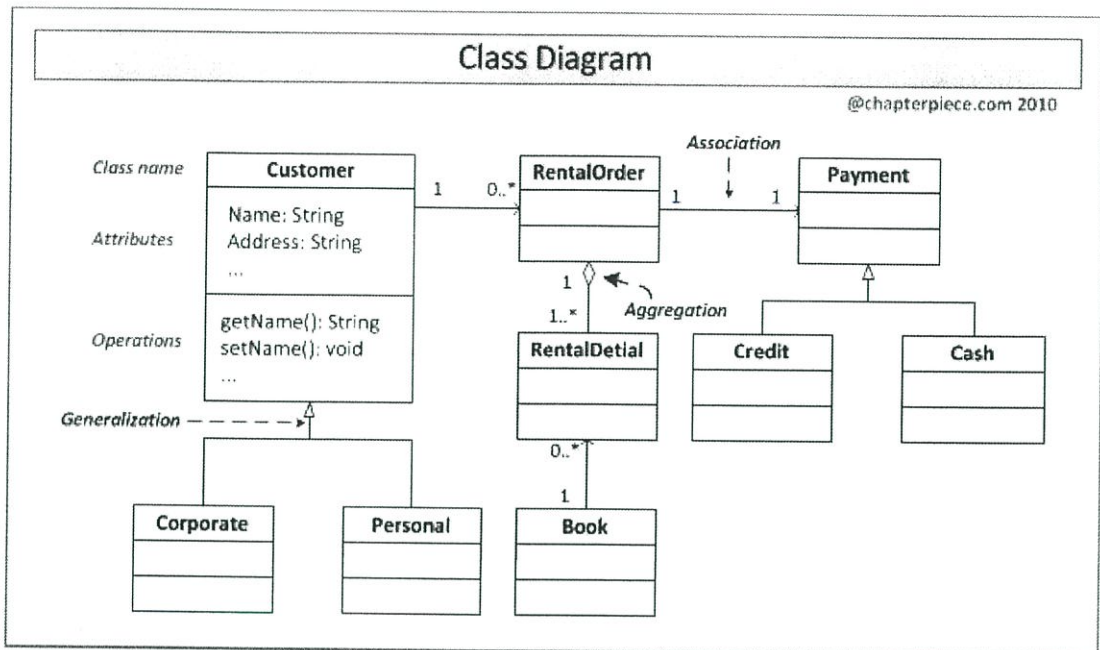 Class Diagram
@chapterpiece.com 2010
Class name
Customer
1
0..*
RentalOrder
Association
1
1
Payment
Attributes
Name: String
Address: String
...
1
Aggregation
1..*
Operations
getName(): String
setName(): void
...
RentalDetial
Credit
Cash
Generalization
0..*
1
Corporate
Personal
Book